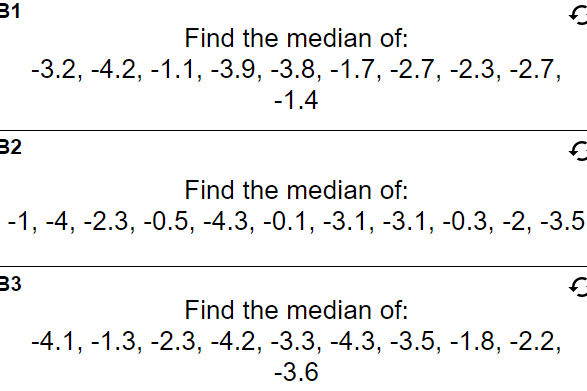 B1
Find the median of:
-3.2, -4.2, -1.1, -3.9, -3.8, -1.7, -2.7, -2.3, -2.7,
-1.4
B2
Find the median of:
-1, -4, -2.3, -0.5, -4.3, -0.1, -3.1, -3.1, -0.3, -2, -3.5
B3
Find the median of:
-4.1, -1.3, -2.3, -4.2, -3.3, -4.3, -3.5, -1.8, -2.2,
-3.6